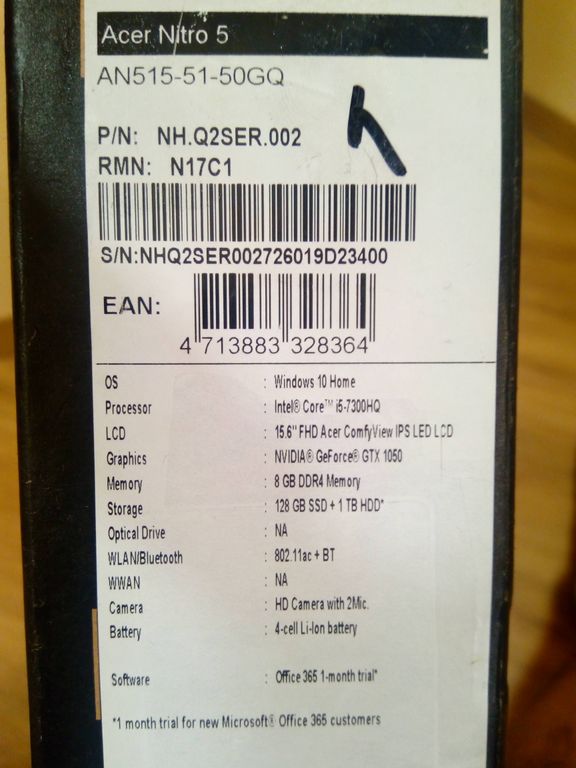 Acer Nitro 5
AN515-51-50GQ
P/N: NH.Q2SER.002
RMN: N17C1
S/N:NHQ2SER002726019D23400
EAN:
4 713883 328364
OS : Windows 10 Home
Processor : Intel® Core™ i5-7300HQ
LCD : 15.6" FHD Acer ComfyView IPS LED LCD
Graphics : NVIDIA® GeForce® GTX 1050
Memory : 8 GB DDR4 Memory
Storage : 128 GB SSD + 1 TB HDD*
Optical Drive : NA
WLAN/Bluetooth : 802.11ac + BT
WWAN : NA
Camera : HD Camera with 2Mic.
Battery : 4-cell Li-Ion battery
Software : Office 365 1-month trial*
*1 month trial for new Microsoft® Office 365 customers